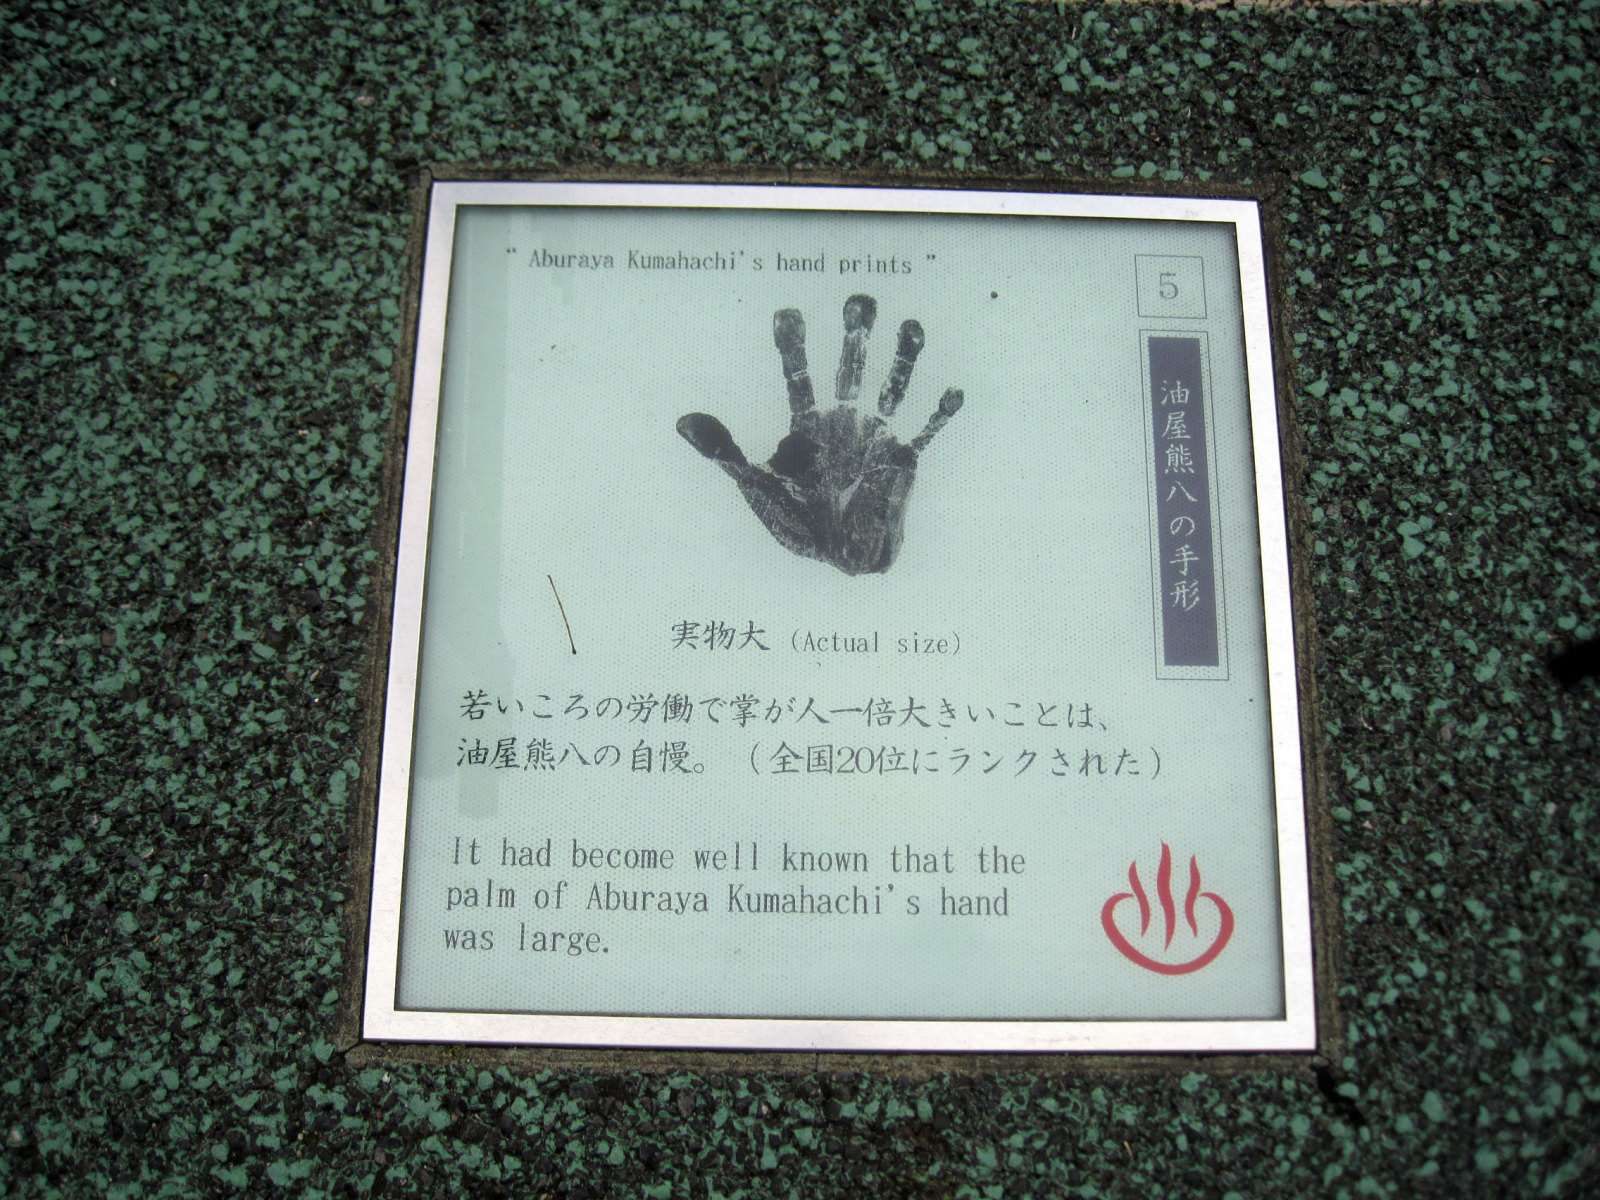 “ Aburaya Kumahachi's hand prints ”
5
油屋熊八の手形
実物大 (Actual size)
若いころの労働で掌が人一倍大きいことは、
油屋熊八の自慢。（全国20位にランクされた）
It had become well known that the
palm of Aburaya Kumahachi's hand
was large.